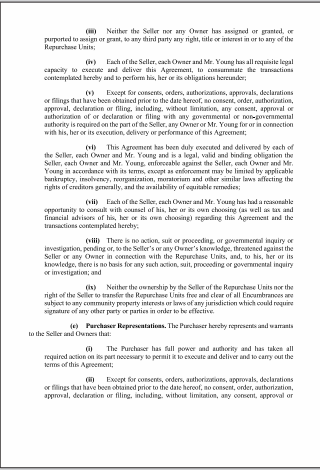 (iii) Neither the Seller nor any Owner has assigned or granted, or
purported to assign or grant, to any third party any right, title or interest in or to any of the
Repurchase Units;
(iv) Each of the Seller, each Owner and Mr. Young has all requisite legal
capacity to execute and deliver this Agreement, to consummate the transactions
contemplated hereby and to perform his, her or its obligations hereunder;
(v) Except for consents, orders, authorizations, approvals, declarations
or filings that have been obtained prior to the date hereof, no consent, order, authorization,
approval, declaration or filing, including, without limitation, any consent, approval or
authorization of or declaration or filing with any governmental or non-governmental
authority is required on the part of the Seller, any Owner or Mr. Young for or in connection
with his, her or its execution, delivery or performance of this Agreement;
(vi) This Agreement has been duly executed and delivered by each of
the Seller, each Owner and Mr. Young and is a legal, valid and binding obligation the
Seller, each Owner and Mr. Young, enforceable against the Seller, each Owner and Mr.
Young in accordance with its terms, except as enforcement may be limited by applicable
bankruptcy, insolvency, reorganization, moratorium and other similar laws affecting the
rights of creditors generally, and the availability of equitable remedies;
(vii) Each of the Seller, each Owner and Mr. Young has had a reasonable
opportunity to consult with counsel of his, her or its own choosing (as well as tax and
financial advisors of his, her or its own choosing) regarding this Agreement and the
transactions contemplated hereby;
(viii) There is no action, suit or proceeding, or governmental inquiry or
investigation, pending or, to the Seller's or any Owner's knowledge, threatened against the
Seller or any Owner in connection with the Repurchase Units, and, to his, her or its
knowledge, there is no basis for any such action, suit, proceeding or governmental inquiry
or investigation; and
(ix) Neither the ownership by the Seller of the Repurchase Units nor the
right of the Seller to transfer the Repurchase Units free and clear of all Encumbrances are
subject to any community property interests or laws of any jurisdiction which could require
signature of any other party or parties in order to be effective.
(e) Purchaser Representations. The Purchaser hereby represents and warrants
to the Seller and Owners that:
(i) The Purchaser has full power and authority and has taken all
required action on its part necessary to permit it to execute and deliver and to carry out the
terms of this Agreement;
(ii) Except for consents, orders, authorizations, approvals, declarations
or filings that have been obtained prior to the date hereof, no consent, order, authorization,
approval, declaration or filing, including, without limitation, any consent, approval or